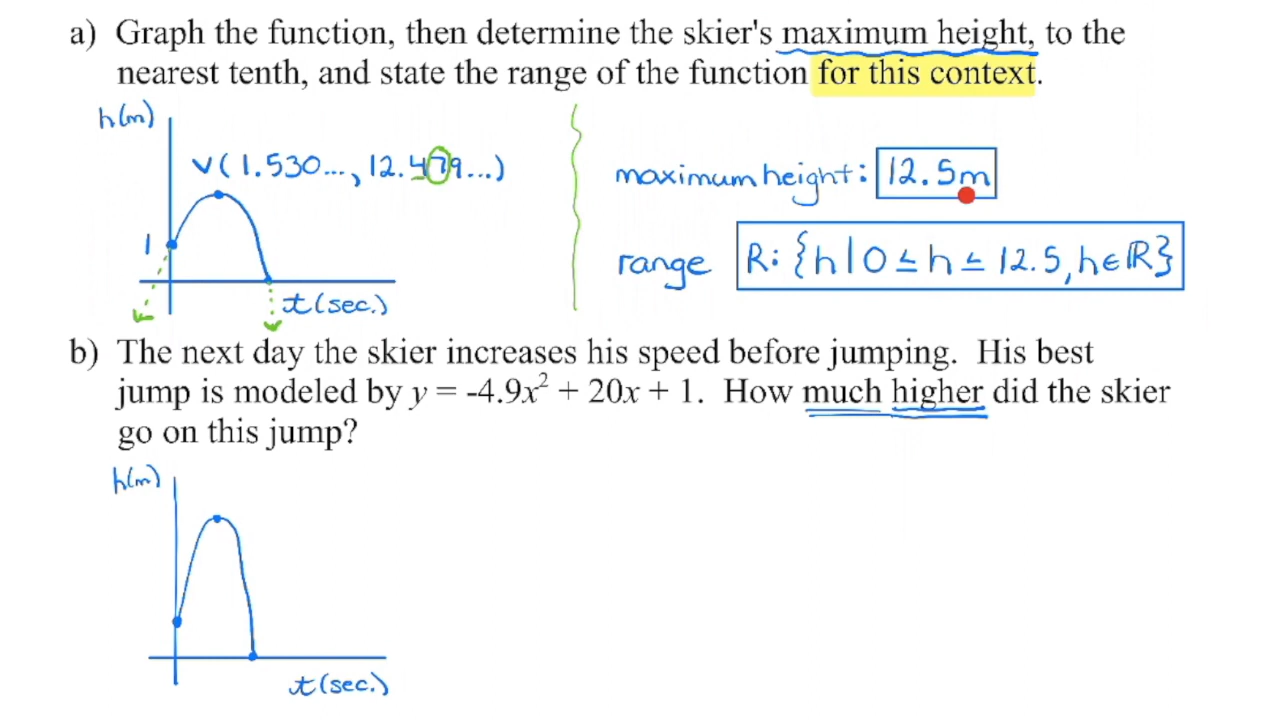 a) Graph the function, then determine the skier's maximum height, to the
nearest tenth, and state the range of the function for this context.
h(m)
V(1.530..., 12.479...)
maximum height: 12.5m
1
range R: {h|0 ≤ h ≤ 12.5, h∈ℝ}
t(sec.)
b) The next day the skier increases his speed before jumping. His best
jump is modeled by y = -4.9x² + 20x + 1. How much higher did the skier
go on this jump?
h(m)
t(sec.)